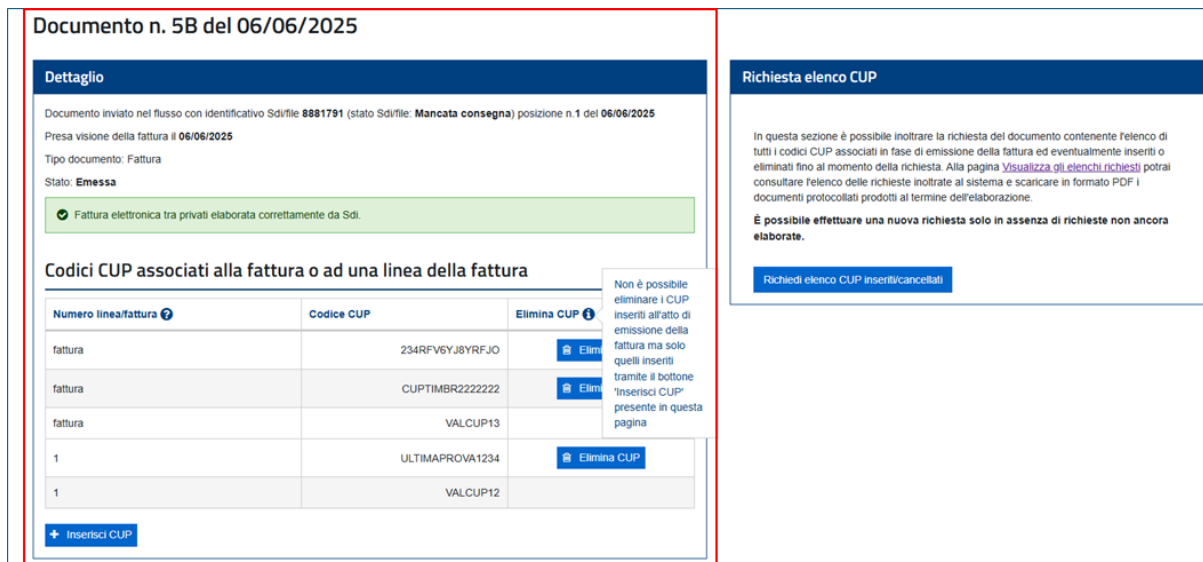 Documento n. 5B del 06/06/2025
Dettaglio
Documento inviato nel flusso con identificativo Sdi/file 8881791 (stato Sdi/file: Mancata consegna) posizione n.1 del 06/06/2025
Presa visione della fattura il 06/06/2025
Tipo documento: Fattura
Stato: Emessa
Fattura elettronica tra privati elaborata correttamente da Sdi.
Codici CUP associati alla fattura o ad una linea della fattura
Numero linea/fattura
Codice CUP
Elimina CUP
fattura
234RFV6YJ8YRFJO
Elimi
fattura
CUPTIMBR2222222
Elimi
fattura
VALCUP13
1
ULTIMAPROVA1234
Elimina CUP
1
VALCUP12
Non è possibile
eliminare i CUP
inseriti all'atto di
emissione della
fattura ma solo
quelli inseriti
tramite il bottone
'Inserisci CUP'
presente in questa
pagina
+ Inserisci CUP
Richiesta elenco CUP
In questa sezione è possibile inoltrare la richiesta del documento contenente l'elenco di
tutti i codici CUP associati in fase di emissione della fattura ed eventualmente inseriti o
eliminati fino al momento della richiesta. Alla pagina Visualizza gli elenchi richiesti potrai
consultare l'elenco delle richieste inoltrate al sistema e scaricare in formato PDF i
documenti protocollati prodotti al termine dell'elaborazione.
È possibile effettuare una nuova richiesta solo in assenza di richieste non ancora
elaborate.
Richiedi elenco CUP inseriti/cancellati